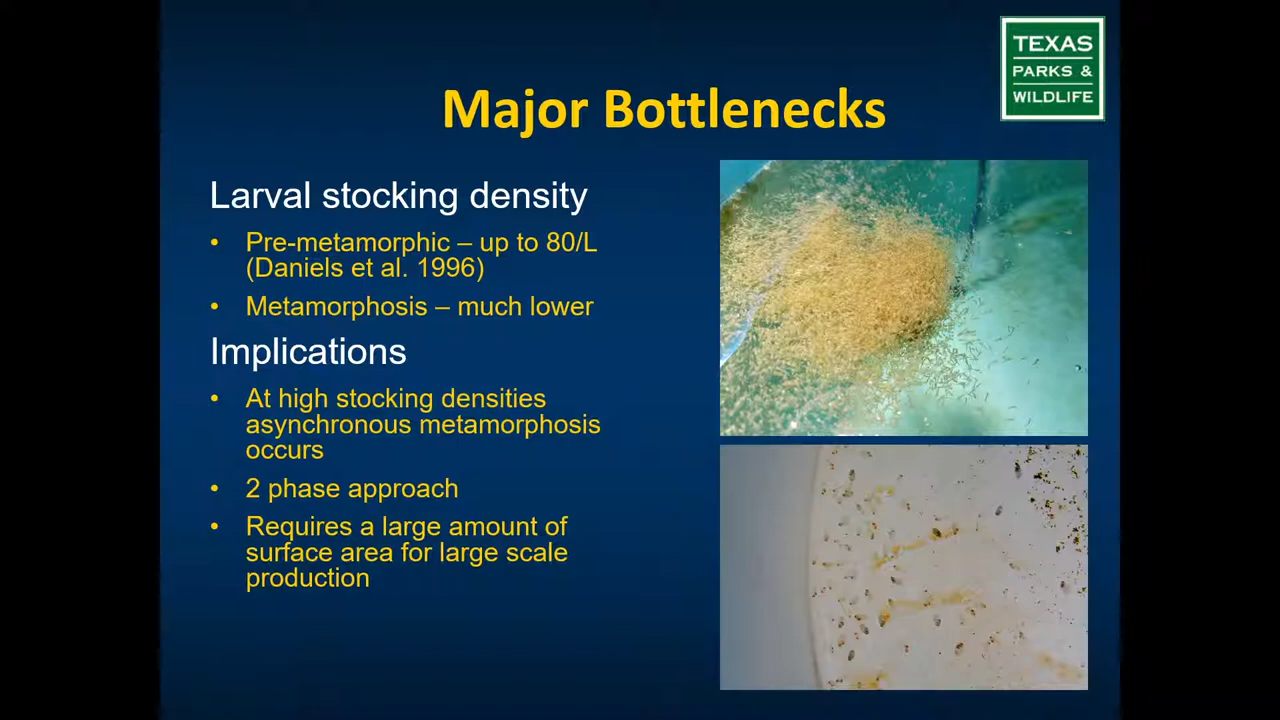 TEXAS
PARKS &
WILDLIFE
Major Bottlenecks
Larval stocking density
• Pre-metamorphic – up to 80/L
(Daniels et al. 1996)
• Metamorphosis – much lower
Implications
• At high stocking densities
asynchronous metamorphosis
occurs
• 2 phase approach
• Requires a large amount of
surface area for large scale
production